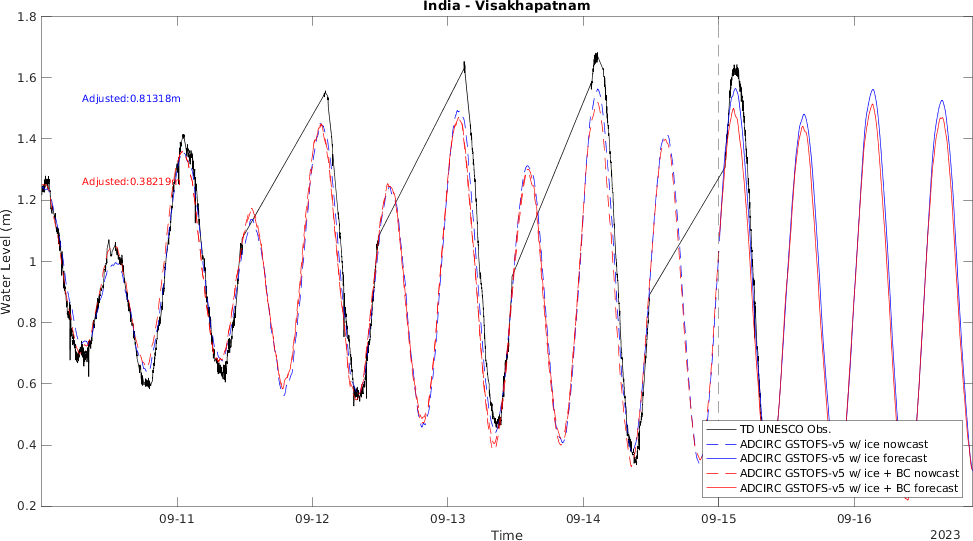 India - Visakhapatnam
1.8
1.6
1.4
1.2
1
0.8
0.6
0.4
0.2
Water Level (m)
Adjusted:0.81318m
Adjusted:0.38219
TD UNESCO Obs.
ADCIRC GSTOFS-v5 w/ ice nowcast
ADCIRC GSTOFS-v5 w/ ice forecast
ADCIRC GSTOFS-v5 w/ ice + BC nowcast
ADCIRC GSTOFS-v5 w/ ice + BC forecast
09-11 09-12 09-13 09-14 09-15 09-16
Time
2023